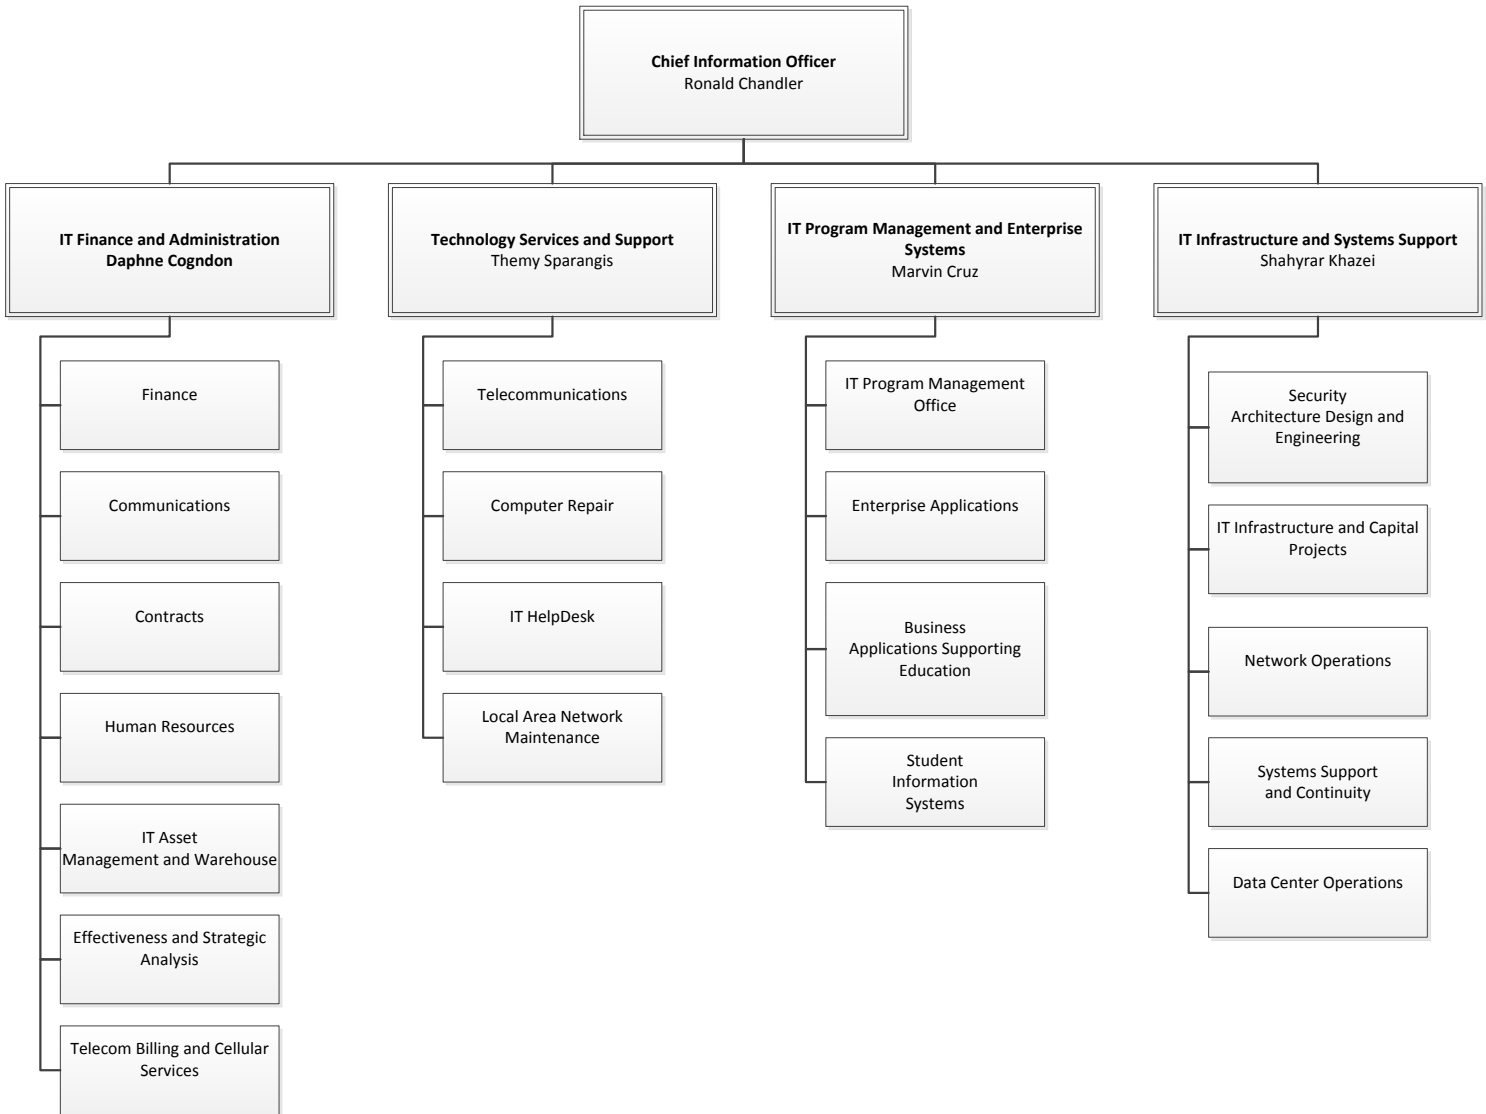 Chief Information Officer
Ronald Chandler
IT Finance and Administration
Daphne Cogndon
Technology Services and Support
Themy Sparangis
IT Program Management and Enterprise
Systems
Marvin Cruz
IT Infrastructure and Systems Support
Shahyrar Khazei
Finance
Communications
Contracts
Human Resources
IT Asset
Management and Warehouse
Effectiveness and Strategic
Analysis
Telecom Billing and Cellular
Services
Telecommunications
Computer Repair
IT HelpDesk
Local Area Network
Maintenance
IT Program Management
Office
Enterprise Applications
Business
Applications Supporting
Education
Student
Information
Systems
Security
Architecture Design and
Engineering
IT Infrastructure and Capital
Projects
Network Operations
Systems Support
and Continuity
Data Center Operations